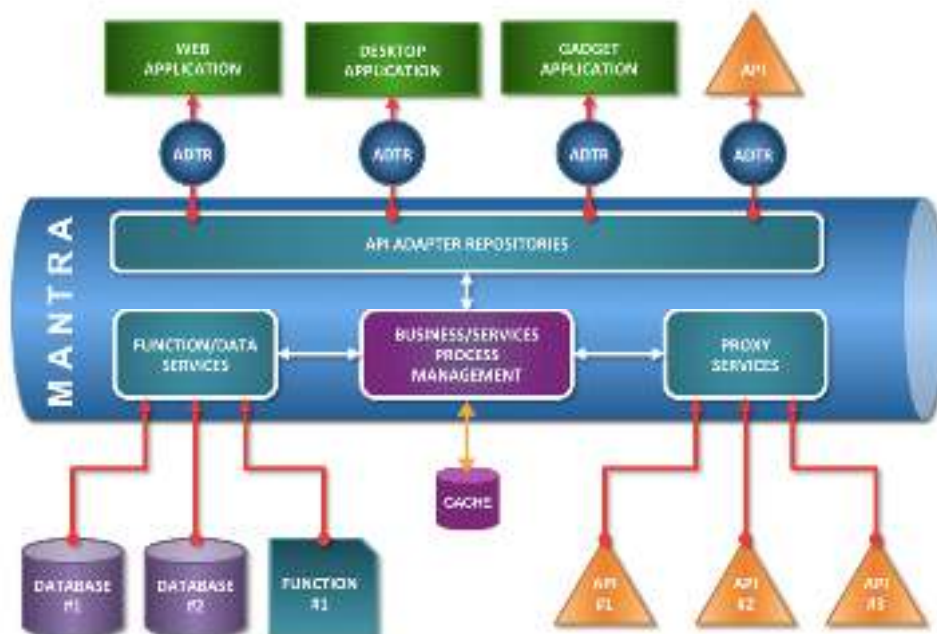 WEB
APPLICATION
DESKTOP
APPLICATION
GADGET
APPLICATION
API
ADTR
ADTR
ADTR
ADTR
MANTRA
API ADAPTER REPOSITORIES
FUNCTION/DATA
SERVICES
BUSINESS/SERVICES
PROCESS
MANAGEMENT
PROXY
SERVICES
CACHE
DATABASE
#1
DATABASE
#2
FUNCTION
#1
API
#1
API
#2
API
#3